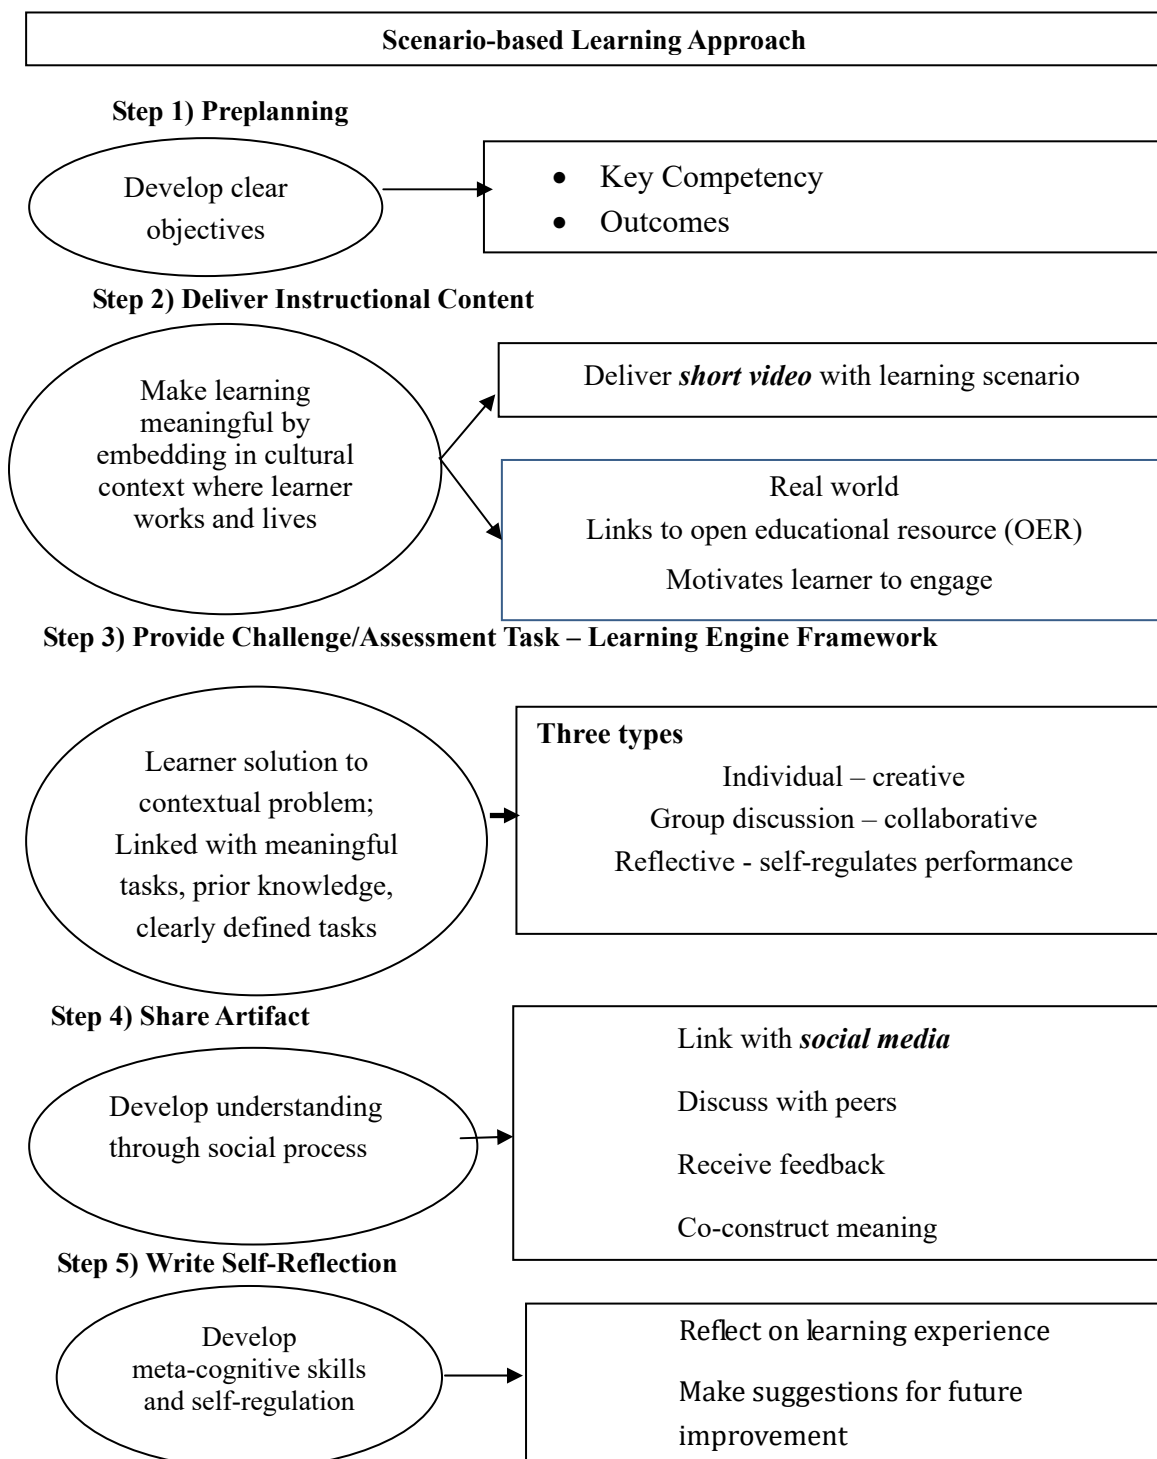 Scenario-based Learning Approach
Step 1) Preplanning
Develop clear
objectives
• Key Competency
• Outcomes
Step 2) Deliver Instructional Content
Make learning
meaningful by
embedding in cultural
context where learner
works and lives
Deliver short video with learning scenario
Real world
Links to open educational resource (OER)
Motivates learner to engage
Step 3) Provide Challenge/Assessment Task – Learning Engine Framework
Learner solution to
contextual problem;
Linked with meaningful
tasks, prior knowledge,
clearly defined tasks
Three types
Individual – creative
Group discussion – collaborative
Reflective - self-regulates performance
Step 4) Share Artifact
Develop understanding
through social process
Link with social media
Discuss with peers
Receive feedback
Co-construct meaning
Step 5) Write Self-Reflection
Develop
meta-cognitive skills
and self-regulation
Reflect on learning experience
Make suggestions for future
improvement